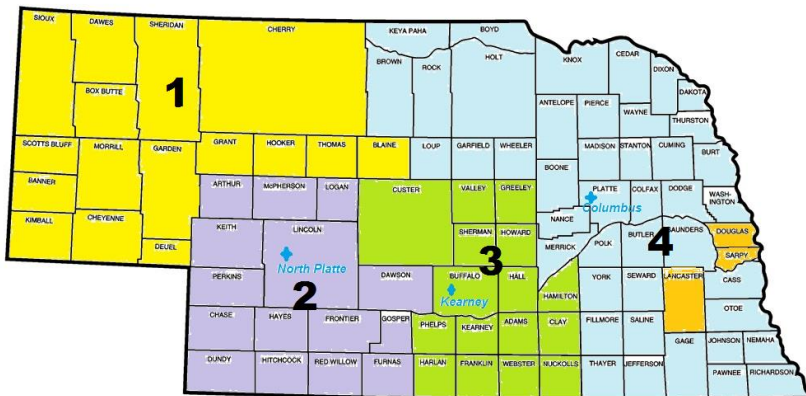 SIOUX
DAWES
SHERIDAN
CHERRY
KEYA PAHA
BOYD
BROWN
ROCK
HOLT
KNOX
CEDAR
DIXON
DAKOTA
BOX BUTTE
1
ANTELOPE
PIERCE
WAYNE
THURSTON
SCOTTS BLUFF
MORRILL
GARDEN
GRANT
HOOKER
THOMAS
BLAINE
LOUP
GARFIELD
WHEELER
BOONE
MADISON
STANTON
CUMING
BURT
BANNER
ARTHUR
McPHERSON
LOGAN
CUSTER
VALLEY
GREELEY
PLATTE
COLFAX
DODGE
WASH-
INGTON
Columbus
KIMBALL
CHEYENNE
DEUEL
KEITH
LINCOLN
SHERMAN
HOWARD
NANCE
MERRICK
POLK
BUTLER
SAUNDERS
DOUGLAS
SARPY
4
3
North Platte
PERKINS
2
DAWSON
BUFFALO
HALL
Kearney
HAMILTON
YORK
SEWARD
LANCASTER
CASS
OTOE
CHASE
HAYES
FRONTIER
GOSPER
PHELPS
KEARNEY
ADAMS
CLAY
FILLMORE
SALINE
GAGE
JOHNSON
NEMAHA
DUNDY
HITCHCOCK
RED WILLOW
FURNAS
HARLAN
FRANKLIN
WEBSTER
NUCKOLLS
THAYER
JEFFERSON
PAWNEE
RICHARDSON